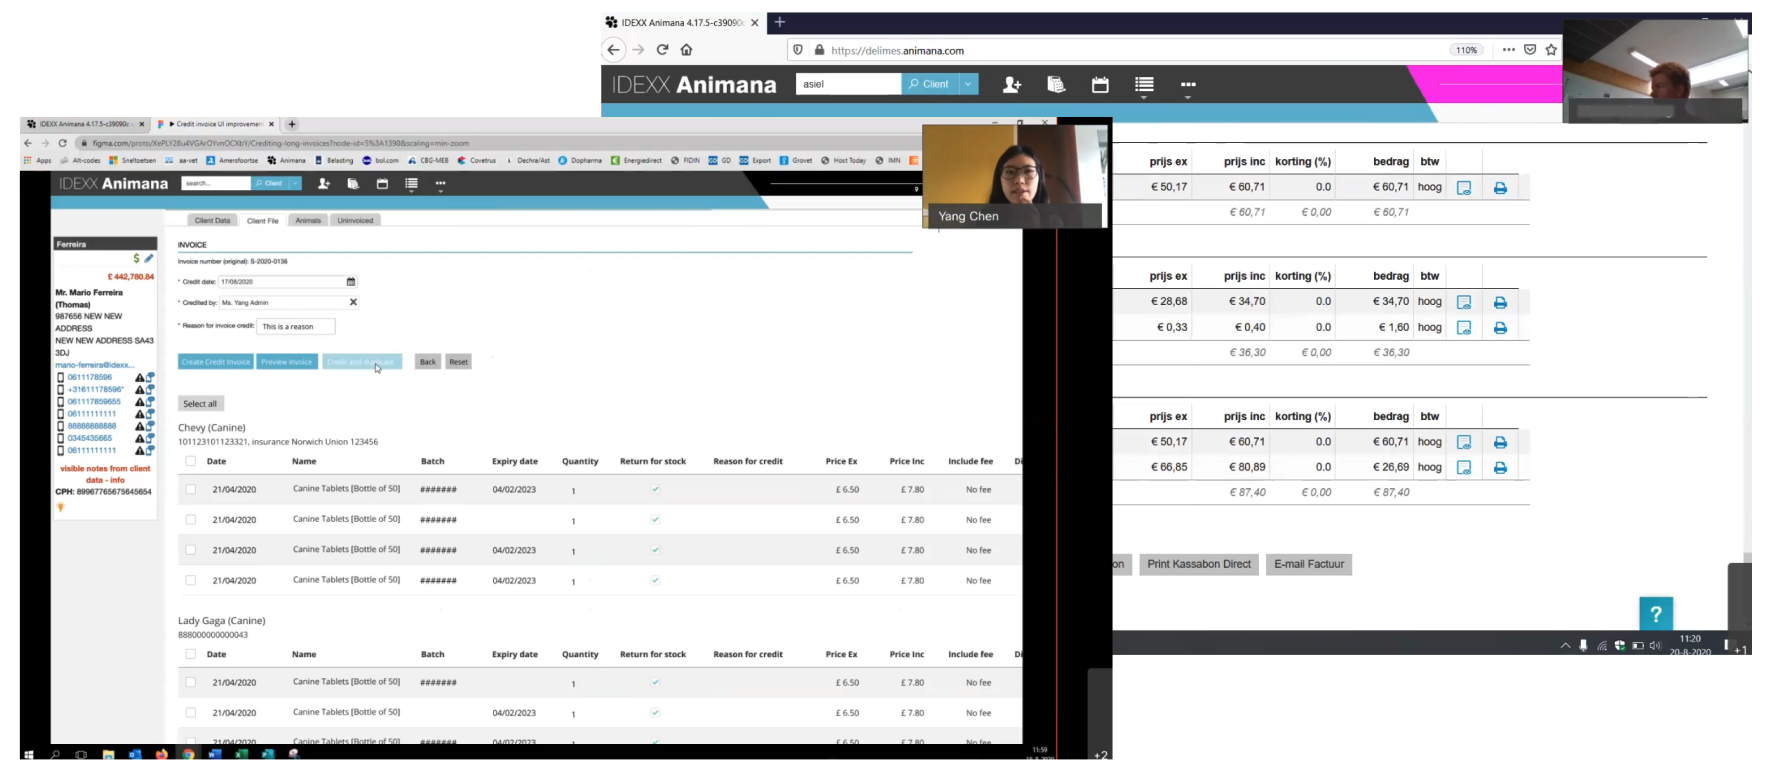 IDEXX Animana 4.17.5-c39090c
https://delimes.animana.com
110%
IDEXX Animana
asiel
Client
prijs ex prijs inc korting (%) bedrag btw
€ 50,17 € 60,71 0.0 € 60,71 hoog
€ 60,71 € 0,00 € 60,71
prijs ex prijs inc korting (%) bedrag btw
€ 28,68 € 34,70 0.0 € 34,70 hoog
€ 0,33 € 0,40 0.0 € 1,60 hoog
€ 36,30 € 0,00 € 36,30
prijs ex prijs inc korting (%) bedrag btw
€ 50,17 € 60,71 0.0 € 60,71 hoog
€ 66,85 € 80,89 0.0 € 26,69 hoog
€ 87,40 € 0,00 € 87,40
on Print Kassabon Direct E-mail Factuur
?
11:20
20-8-2020
+1
IDEXX Animana 4.17.5-c39090c Credit invoice UI improvement
Apps Alt-codes Sneltoetsen aa-vet Amersfoortse Animana Belasting bol.com CBG-MEB Covetrus Dechra/Ast Dopharma Energiedirect FIDIN GD Export Grovet Host Today IMN
IDEXX Animana
search...
Client
Yang Chen
Client Data Client File Animals Uninvoiced
Ferreira
$
£ 442,780.84
Mr. Mario Ferreira
(Thomas)
987656 NEW NEW
ADDRESS
NEW NEW ADDRESS SA43
3DJ
mario-ferreira@idexx...
0611178596
+31611178596"
061117859655
06111111111
88888888888
0345435665
06111111111
visible notes from client
data - info
CPH: 89967765675645654
INVOICE
Invoice number (original): S-2020-0136
* Credit date: 17/08/2020
* Credited by: Ms. Yang Admin
* Reason for invoice credit: This is a reason
Create Credit Invoice Preview invoice Credit and duplicate Back Reset
Select all
Chevy (Canine)
101123101123321, insurance Norwich Union 123456
Date Name Batch Expiry date Quantity Return for stock Reason for credit Price Ex Price Inc Include fee Di
21/04/2020 Canine Tablets [Bottle of 50] ####### 04/02/2023 1 £ 6.50 £ 7.80 No fee
21/04/2020 Canine Tablets [Bottle of 50] ####### 1 £ 6.50 £ 7.80 No fee
21/04/2020 Canine Tablets [Bottle of 50] ####### 04/02/2023 1 £ 6.50 £ 7.80 No fee
21/04/2020 Canine Tablets [Bottle of 50] ####### 04/02/2023 1 £ 6.50 £ 7.80 No fee
Lady Gaga (Canine)
888000000000043
Date Name Batch Expiry date Quantity Return for stock Reason for credit Price Ex Price Inc Include fee Di
21/04/2020 Canine Tablets [Bottle of 50] ####### 1 £ 6.50 £ 7.80 No fee
21/04/2020 Canine Tablets [Bottle of 50] 04/02/2023 1 £ 6.50 £ 7.80 No fee
21/04/2020 Canine Tablets [Bottle of 50] ####### 04/02/2023 1 £ 6.50 £ 7.80 No fee
11:59
+2